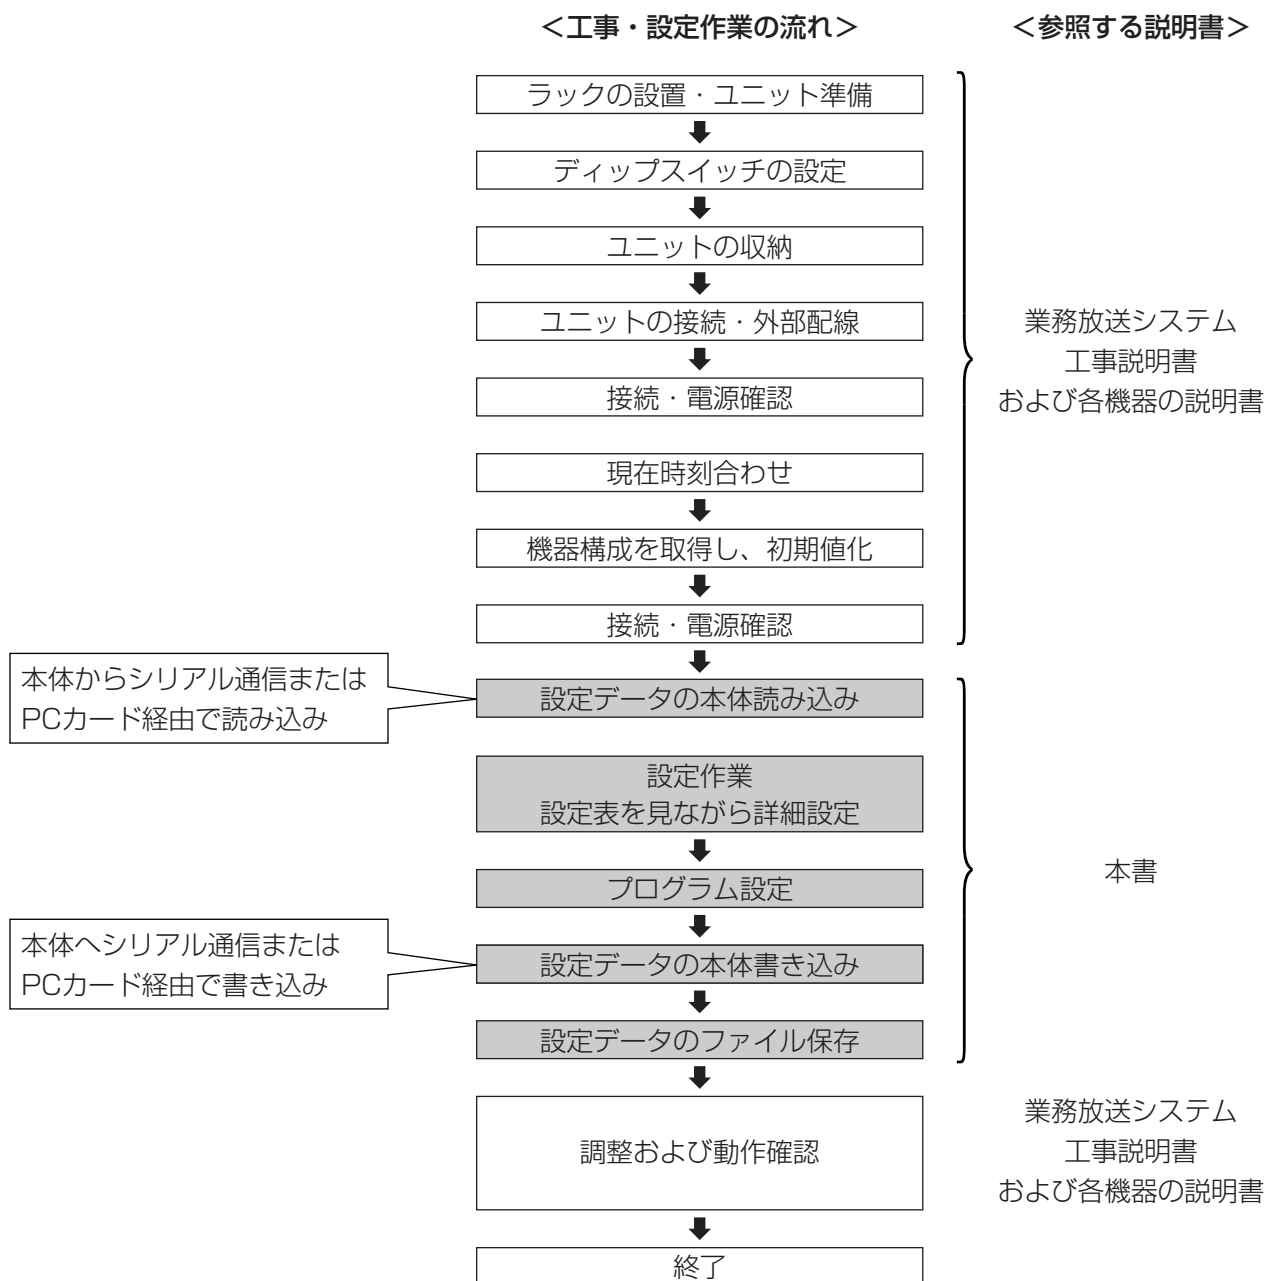 ＜工事・設定作業の流れ＞
＜参照する説明書＞
ラックの設置・ユニット準備
ディップスイッチの設定
ユニットの収納
ユニットの接続・外部配線
接続・電源確認
現在時刻合わせ
機器構成を取得し、初期値化
接続・電源確認
業務放送システム
工事説明書
および各機器の説明書
本体からシリアル通信または
PCカード経由で読み込み
設定データの本体読み込み
設定作業
設定表を見ながら詳細設定
プログラム設定
本体へシリアル通信または
PCカード経由で書き込み
設定データの本体書き込み
設定データのファイル保存
本書
調整および動作確認
業務放送システム
工事説明書
および各機器の説明書
終了